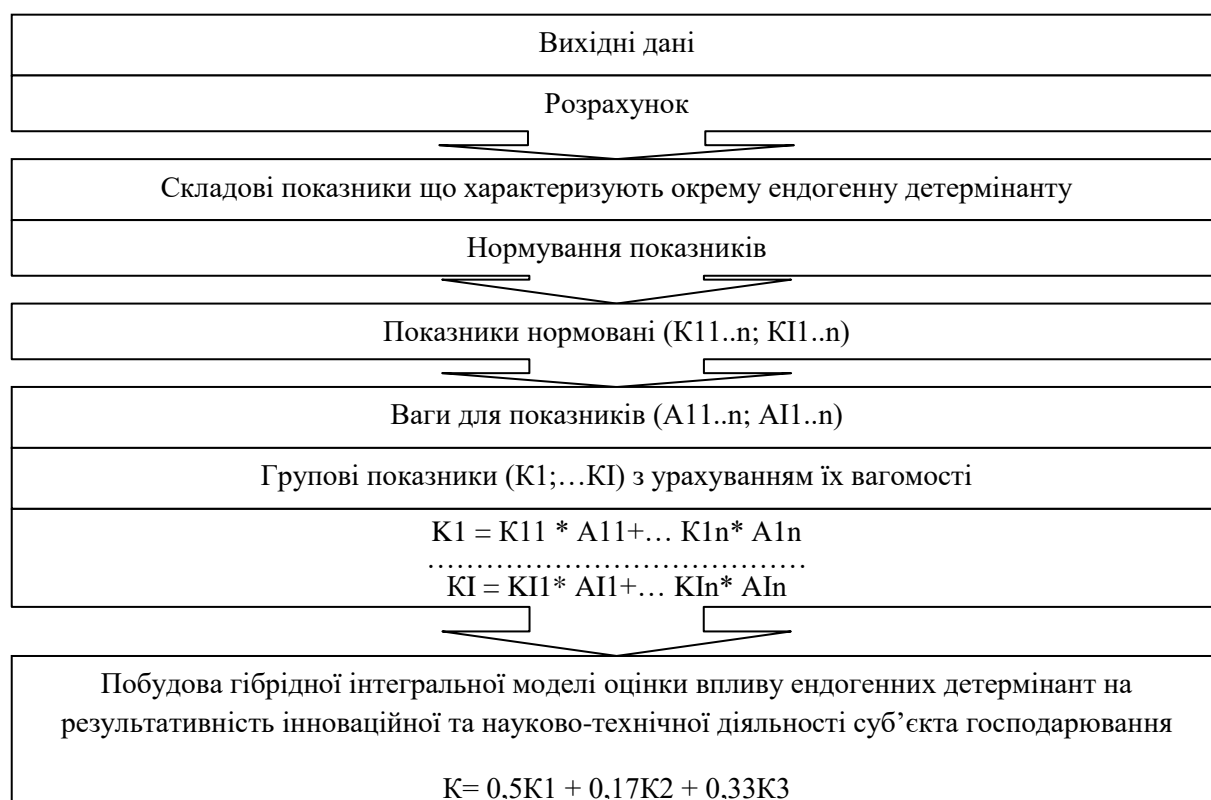 Вихідні дані
Розрахунок
Складові показники що характеризують окрему ендогенну детермінанту
Нормування показників
Показники нормовані (К11..n; КІ1..n)
Ваги для показників (А11..n; АІ1..n)
Групові показники (К1;…КІ) з урахуванням їх вагомості
К1 = К11 * А11+… К1n* А1n
……………………………………
КІ = КІ1* АІ1+… КІn* АІn
Побудова гібрідної інтегральної моделі оцінки впливу ендогенних детермінант на
результативність інноваційної та науково-технічної діяльності суб’єкта господарювання
К= 0,5К1 + 0,17К2 + 0,33К3